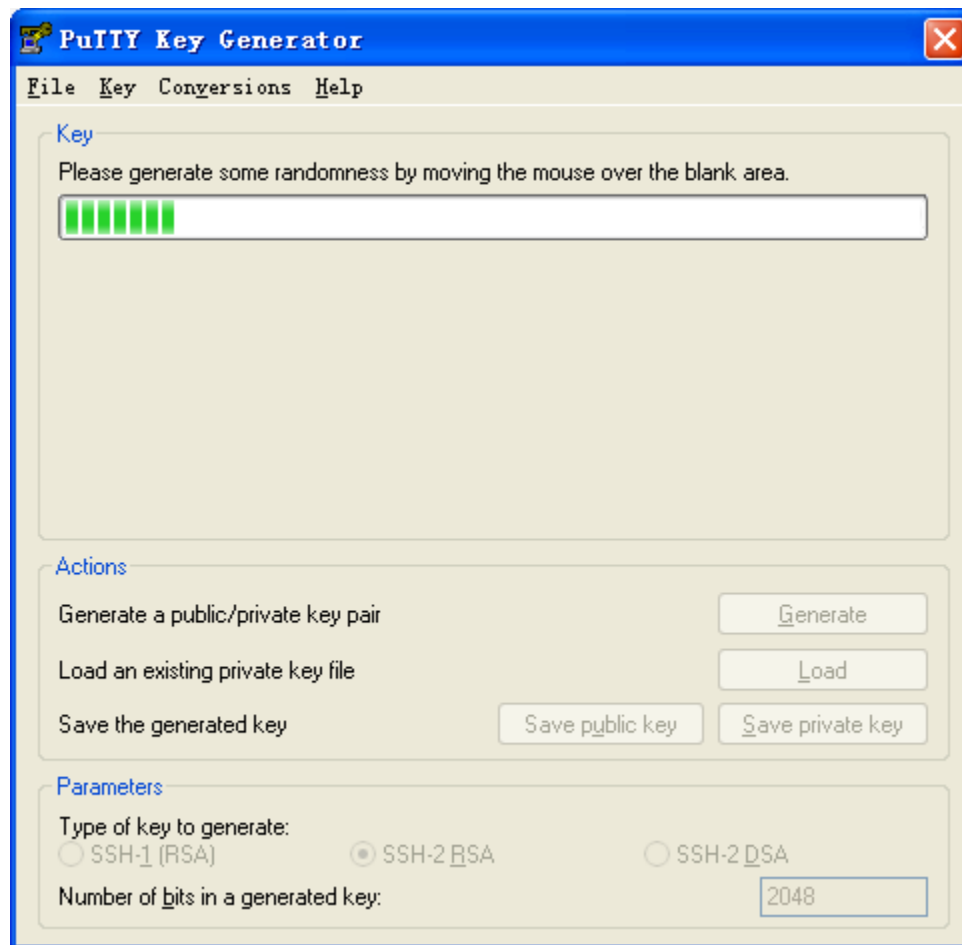 PuTTY Key Generator
File Key Conversions Help
Key
Please generate some randomness by moving the mouse over the blank area.
Actions
Generate a public/private key pair
Generate
Load an existing private key file
Load
Save the generated key
Save public key
Save private key
Parameters
Type of key to generate:
SSH-1 (RSA)
SSH-2 RSA
SSH-2 DSA
Number of bits in a generated key:
2048